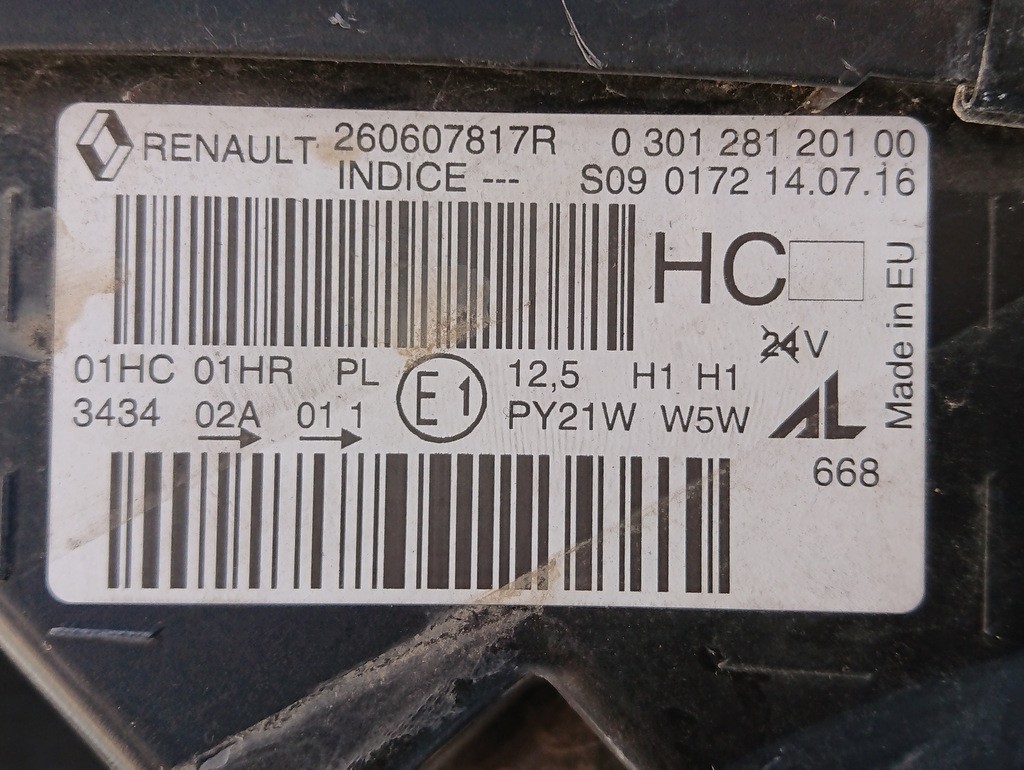 RENAULT 260607817R 0 301 281 201 00
INDICE --- S09 0172 14.07.16
HC
24V
Made in EU
01HC 01HR PL E1 12,5 H1 H1
3434 02A 01 1 PY21W W5W AL
668